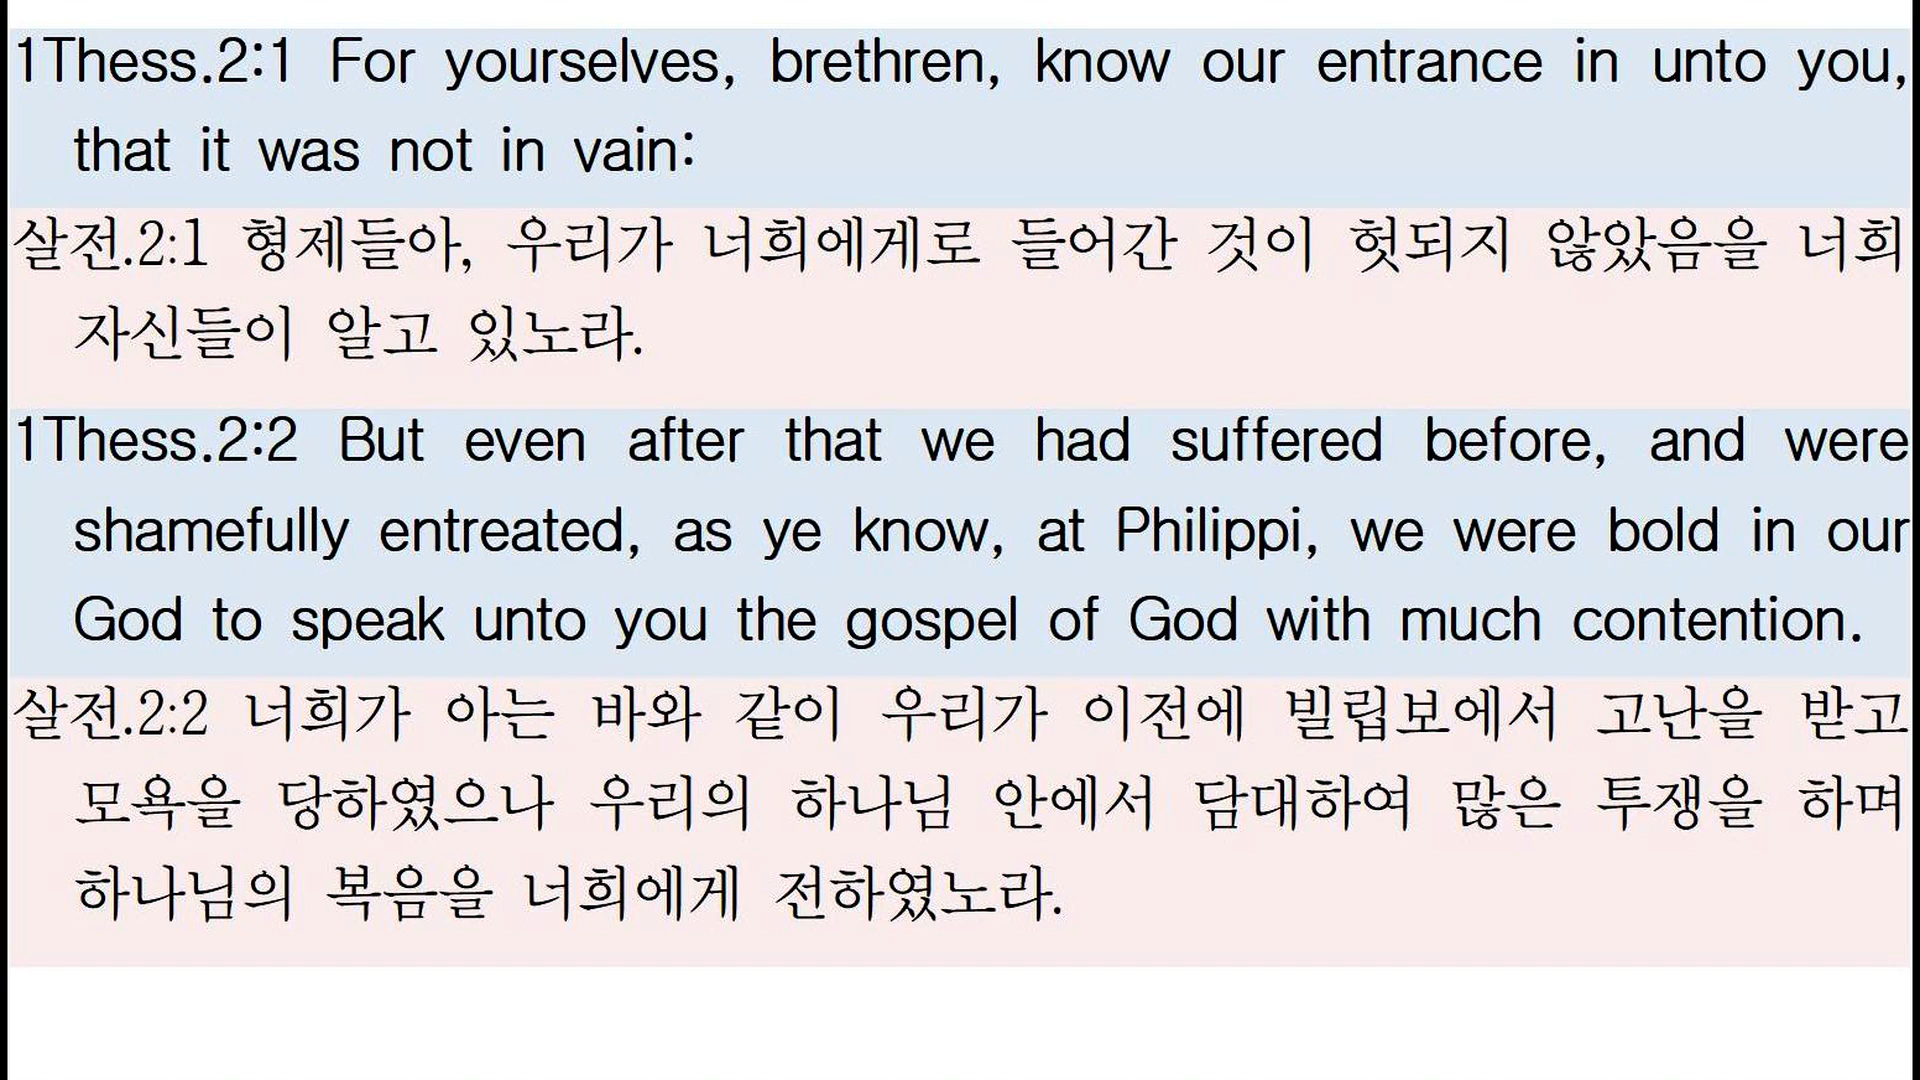 1Thess.2:1 For yourselves, brethren, know our entrance in unto you,
that it was not in vain:
살전.2:1 형제들아, 우리가 너희에게로 들어간 것이 헛되지 않았음을 너희
자신들이 알고 있노라.
1Thess.2:2 But even after that we had suffered before, and were
shamefully entreated, as ye know, at Philippi, we were bold in our
God to speak unto you the gospel of God with much contention.
살전.2:2 너희가 아는 바와 같이 우리가 이전에 빌립보에서 고난을 받고
모욕을 당하였으나 우리의 하나님 안에서 담대하여 많은 투쟁을 하며
하나님의 복음을 너희에게 전하였노라.